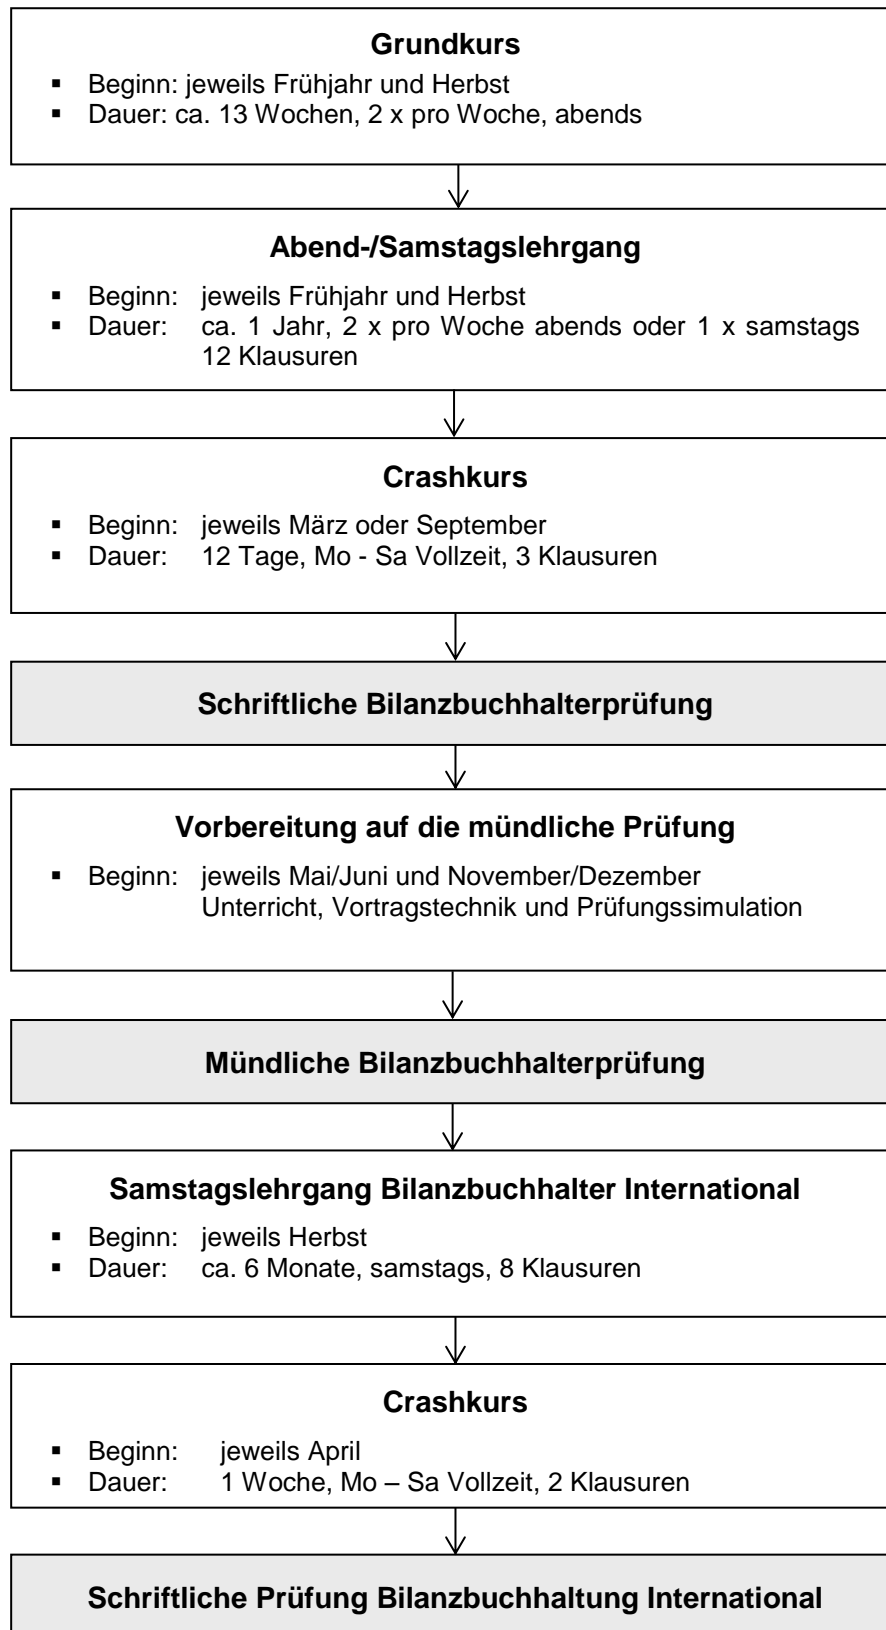 Grundkurs
▪ Beginn: jeweils Frühjahr und Herbst
▪ Dauer: ca. 13 Wochen, 2 x pro Woche, abends
Abend-/Samstagslehrgang
▪ Beginn: jeweils Frühjahr und Herbst
▪ Dauer: ca. 1 Jahr, 2 x pro Woche abends oder 1 x samstags
12 Klausuren
Crashkurs
▪ Beginn: jeweils März oder September
▪ Dauer: 12 Tage, Mo - Sa Vollzeit, 3 Klausuren
Schriftliche Bilanzbuchhalterprüfung
Vorbereitung auf die mündliche Prüfung
▪ Beginn: jeweils Mai/Juni und November/Dezember
Unterricht, Vortragstechnik und Prüfungssimulation
Mündliche Bilanzbuchhalterprüfung
Samstagslehrgang Bilanzbuchhalter International
▪ Beginn: jeweils Herbst
▪ Dauer: ca. 6 Monate, samstags, 8 Klausuren
Crashkurs
▪ Beginn: jeweils April
▪ Dauer: 1 Woche, Mo – Sa Vollzeit, 2 Klausuren
Schriftliche Prüfung Bilanzbuchhaltung International